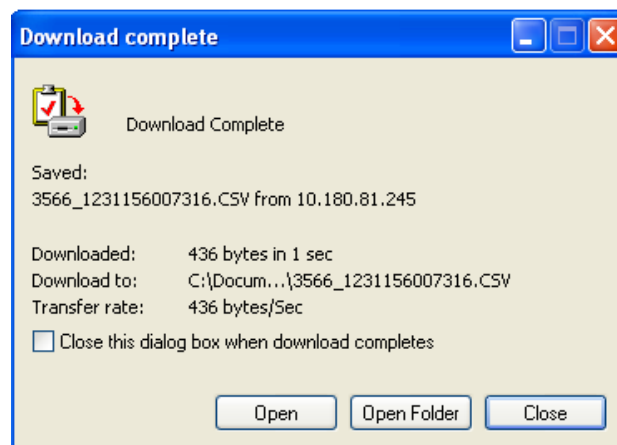 Download complete
Download Complete
Saved:
3566_1231156007316.CSV from 10.180.81.245
Downloaded: 436 bytes in 1 sec
Download to: C:\Docum...\3566_1231156007316.CSV
Transfer rate: 436 bytes/Sec
Close this dialog box when download completes
Open Open Folder Close